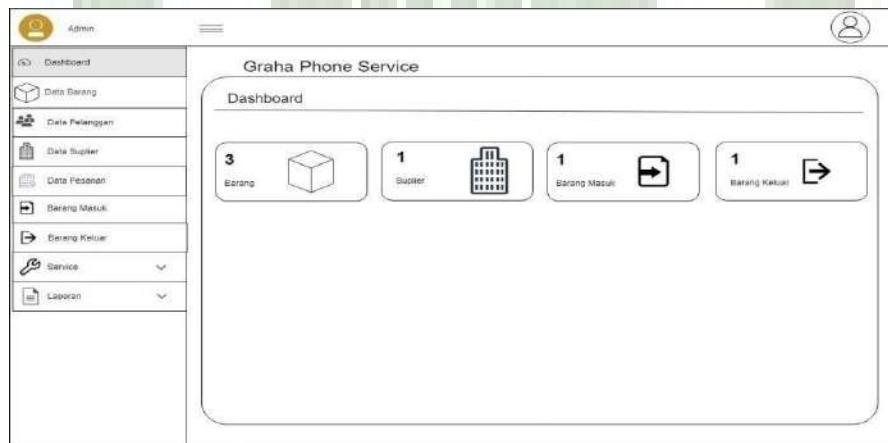 Admin
Dashboard
Data Barang
Data Pelanggan
Data Suplier
Data Pesanan
Barang Masuk
Barang Keluar
Service
Laporan
Graha Phone Service
Dashboard
3
Barang
1
Suplier
1
Barang Masuk
1
Barang Keluar